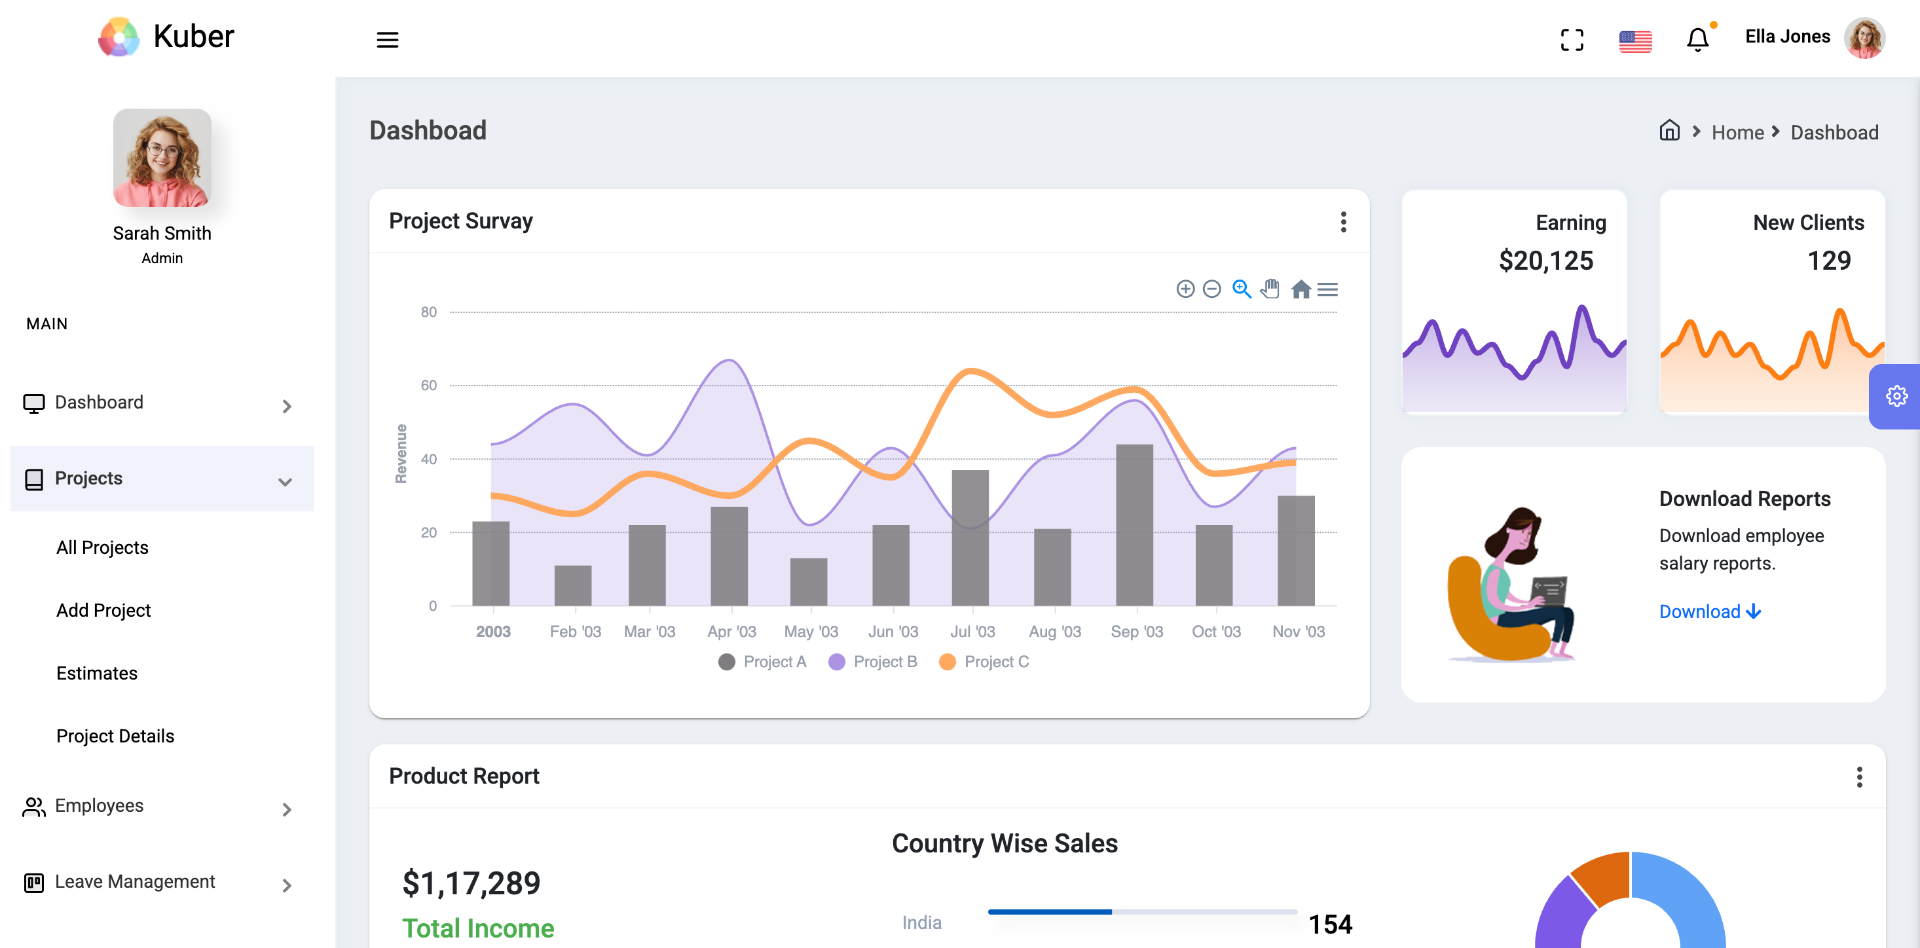 Kuber
Ella Jones
Sarah Smith
Admin
MAIN
Dashboard
Projects
All Projects
Add Project
Estimates
Project Details
Employees
Leave Management
Dashboad
Home
Dashboad
Project Survay
80
60
40
20
0
Revenue
2003
Feb '03
Mar '03
Apr '03
May '03
Jun '03
Jul '03
Aug '03
Sep '03
Oct '03
Nov '03
Project A
Project B
Project C
Earning
$20,125
New Clients
129
Download Reports
Download employee
salary reports.
Download
Product Report
$1,17,289
Total Income
Country Wise Sales
India
154